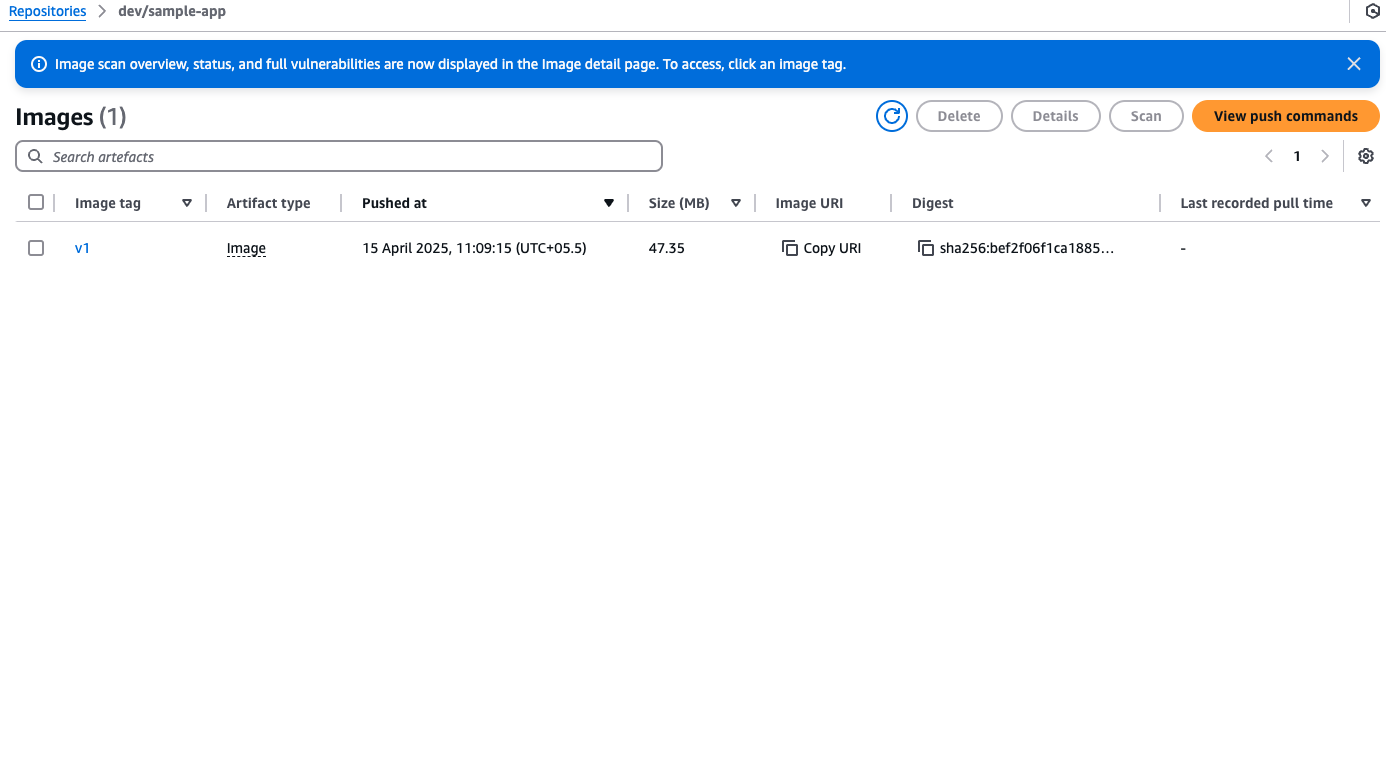 Repositories > dev/sample-app
Image scan overview, status, and full vulnerabilities are now displayed in the Image detail page. To access, click an image tag.
Images (1)
Delete
Details
Scan
View push commands
Search artefacts
1
Image tag Artifact type Pushed at Size (MB) Image URI Digest Last recorded pull time
v1 Image 15 April 2025, 11:09:15 (UTC+05.5) 47.35 Copy URI sha256:bef2f06f1ca1885... -